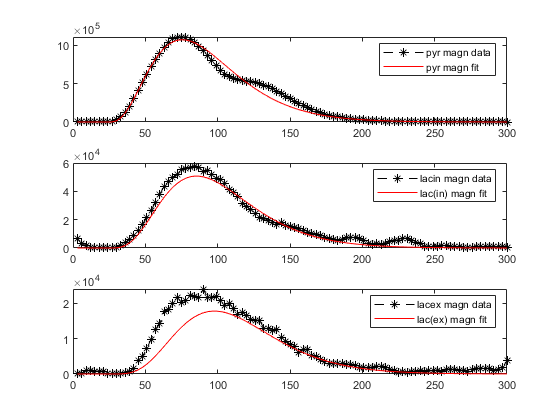 ×10⁵
10
5
0
pyr magn data
pyr magn fit
0 50 100 150 200 250 300
×10⁴
6
4
2
0
lacin magn data
lac(in) magn fit
0 50 100 150 200 250 300
×10⁴
2
1
0
lacex magn data
lac(ex) magn fit
0 50 100 150 200 250 300